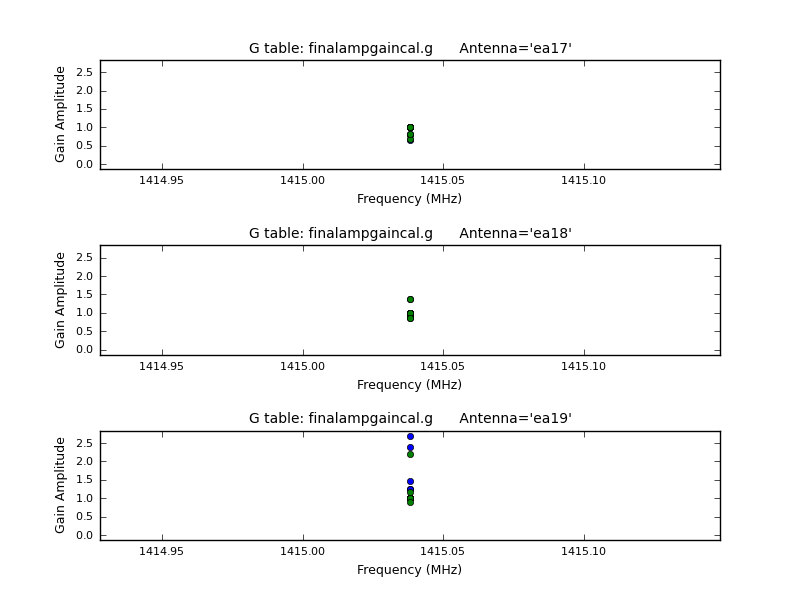 G table: finalampgaincal.g Antenna='ea17'
Gain Amplitude
2.5
2.0
1.5
1.0
0.5
0.0
1414.95 1415.00 1415.05 1415.10
Frequency (MHz)
G table: finalampgaincal.g Antenna='ea18'
Gain Amplitude
2.5
2.0
1.5
1.0
0.5
0.0
1414.95 1415.00 1415.05 1415.10
Frequency (MHz)
G table: finalampgaincal.g Antenna='ea19'
Gain Amplitude
2.5
2.0
1.5
1.0
0.5
0.0
1414.95 1415.00 1415.05 1415.10
Frequency (MHz)